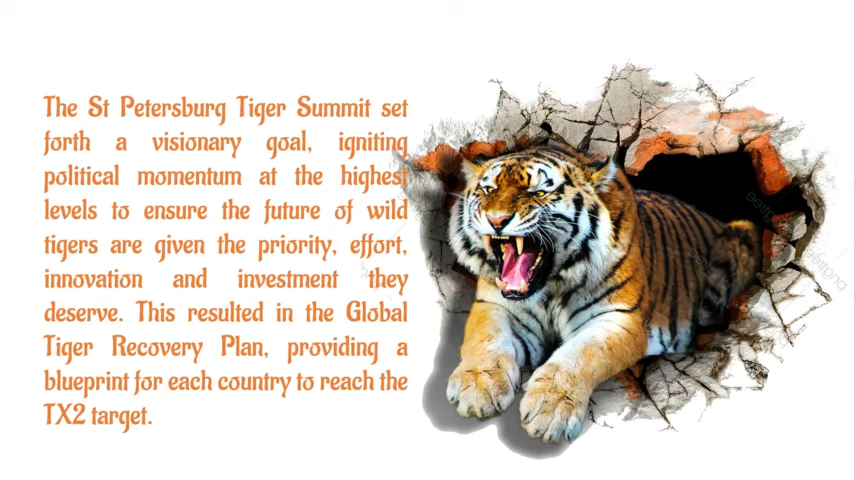 The St Petersburg Tiger Summit set
forth a visionary goal, igniting
political momentum at the highest
levels to ensure the future of wild
tigers are given the priority, effort,
innovation and investment they
deserve. This resulted in the Global
Tiger Recovery Plan, providing a
blueprint for each country to reach the
TX2 target.